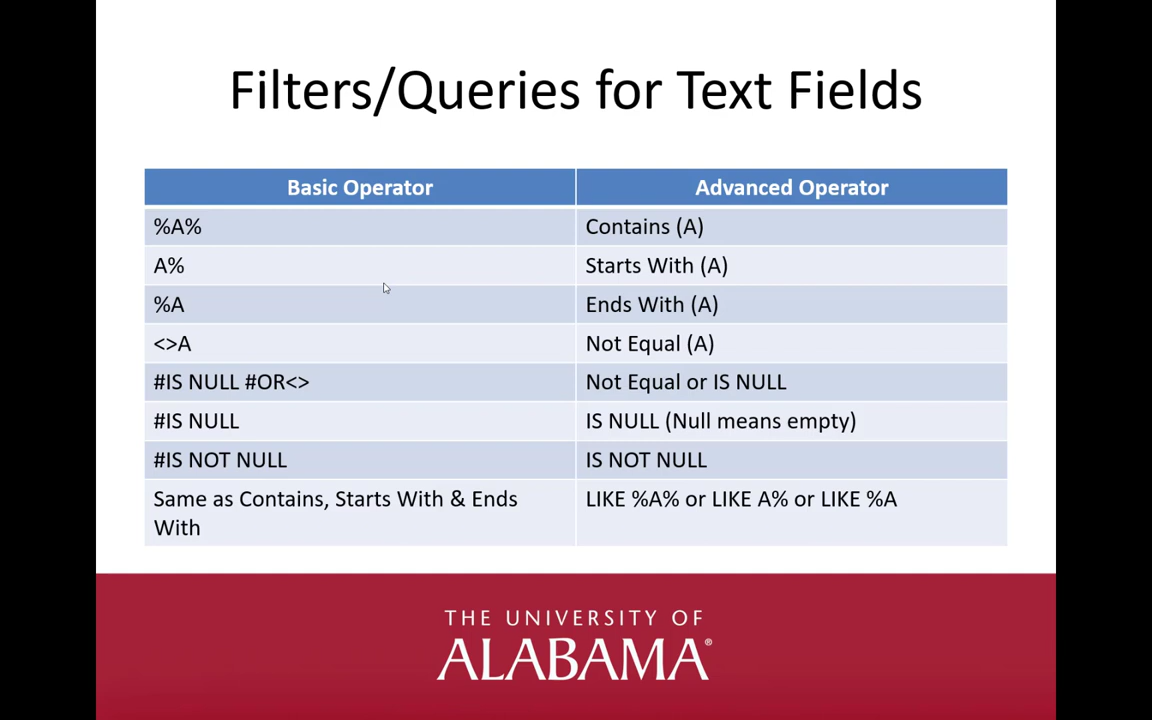 Filters/Queries for Text Fields
Basic Operator Advanced Operator
%A% Contains (A)
A% Starts With (A)
%A Ends With (A)
<>A Not Equal (A)
#IS NULL #OR<> Not Equal or IS NULL
#IS NULL IS NULL (Null means empty)
#IS NOT NULL IS NOT NULL
Same as Contains, Starts With & Ends LIKE %A% or LIKE A% or LIKE %A
With
THE UNIVERSITY OF
ALABAMA®